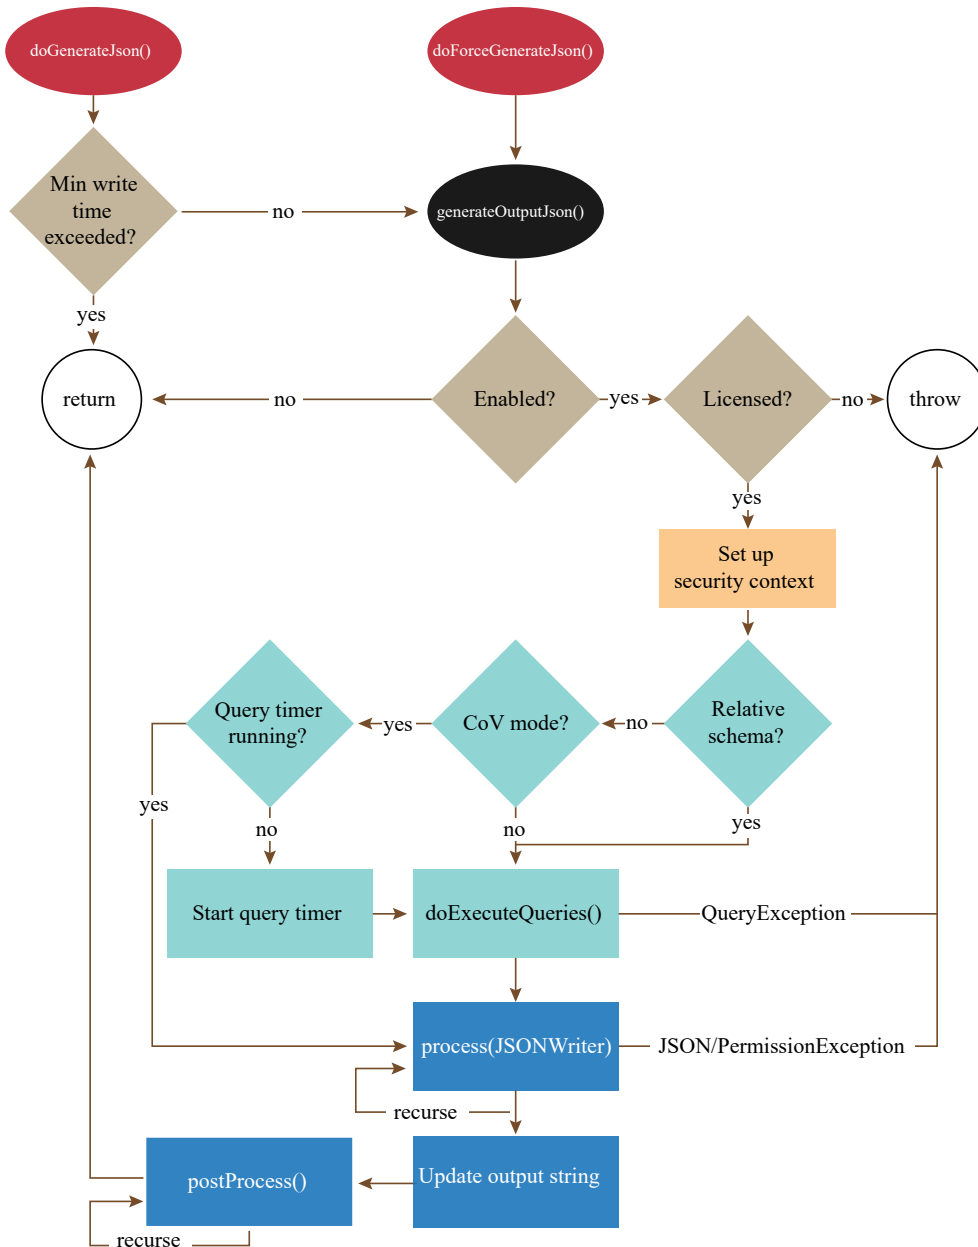 doGenerateJson()
doForceGenerateJson()
Min write
time
exceeded?
no
generateOutputJson()
yes
return
no
Enabled?
yes
Licensed?
no
throw
yes
Set up
security context
Query timer
running?
yes
CoV mode?
no
Relative
schema?
yes
no
no
yes
Start query timer
doExecuteQueries()
QueryException
process(JSONWriter)
JSON/PermissionException
recurse
postProcess()
Update output string
recurse